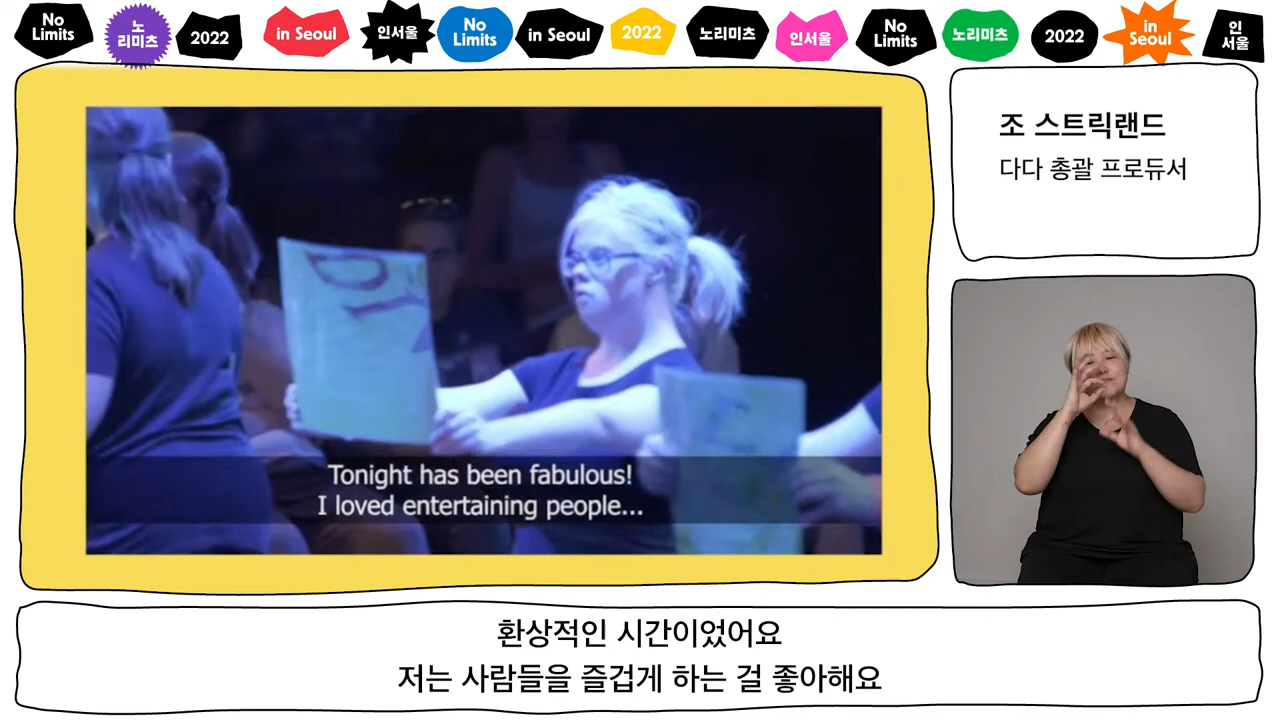 No
Limits
노
리미츠
2022
in Seoul
인서울
No
Limits
in Seoul
2022
노리미츠
인서울
No
Limits
노리미츠
2022
in
Seoul
인
서울
조 스트릭랜드
다다 총괄 프로듀서
Tonight has been fabulous!
I loved entertaining people...
환상적인 시간이었어요
저는 사람들을 즐겁게 하는 걸 좋아해요